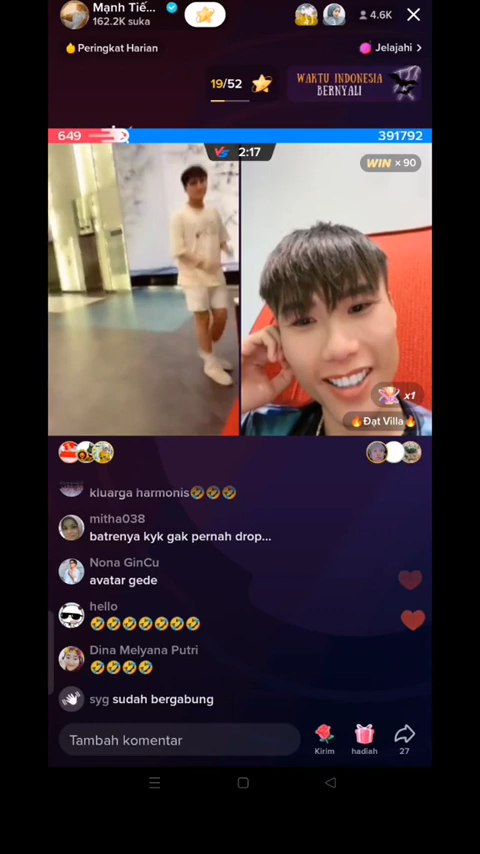 Mạnh Tiế...
162.2K suka
4.6K
Peringkat Harian
Jelajahi >
19/52
WAKTU INDONESIA
BERNYALI
649
391792
VS 2:17
WIN × 90
x1
🔥Đạt Villa🔥
kluarga harmonis🤣🤣🤣
mitha038
batrenya kyk gak pernah drop...
Nona GinCu
avatar gede
hello
🤣🤣🤣🤣🤣🤣🤣
Dina Melyana Putri
🤣🤣🤣🤣
syg sudah bergabung
Tambah komentar
Kirim
hadiah
27